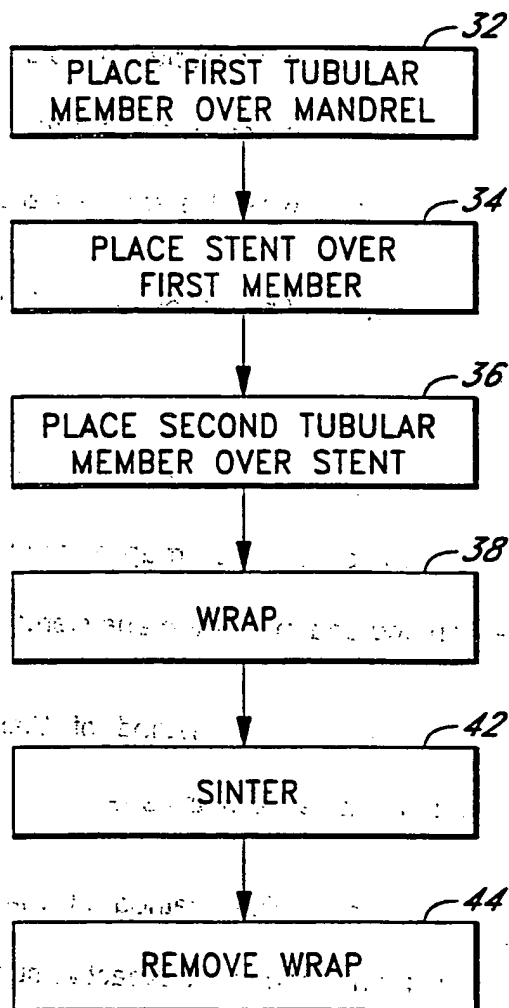 32
PLACE FIRST TUBULAR
MEMBER OVER MANDREL
34
PLACE STENT OVER
FIRST MEMBER
36
PLACE SECOND TUBULAR
MEMBER OVER STENT
38
WRAP
42
SINTER
44
REMOVE WRAP